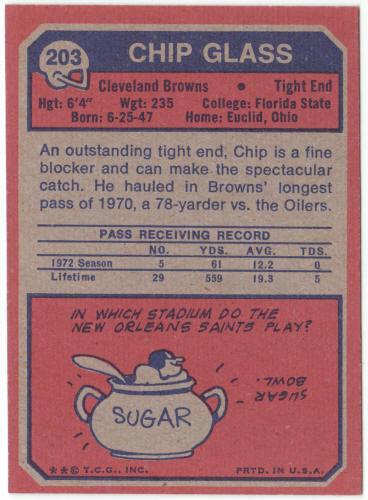 203
CHIP GLASS
Cleveland Browns • Tight End
Hgt: 6'4" Wgt: 235 College: Florida State
Born: 6-25-47 Home: Euclid, Ohio
An outstanding tight end, Chip is a fine
blocker and can make the spectacular
catch. He hauled in Browns' longest
pass of 1970, a 78-yarder vs. the Oilers.
PASS RECEIVING RECORD
NO. YDS. AVG. TDS.
1972 Season 5 61 12.2 0
Lifetime 29 559 19.3 5
IN WHICH STADIUM DO THE
NEW ORLEANS SAINTS PLAY?
SUGAR
BOWL.
SUGAR
**© T.C.G., INC. PRTD. IN U.S.A.